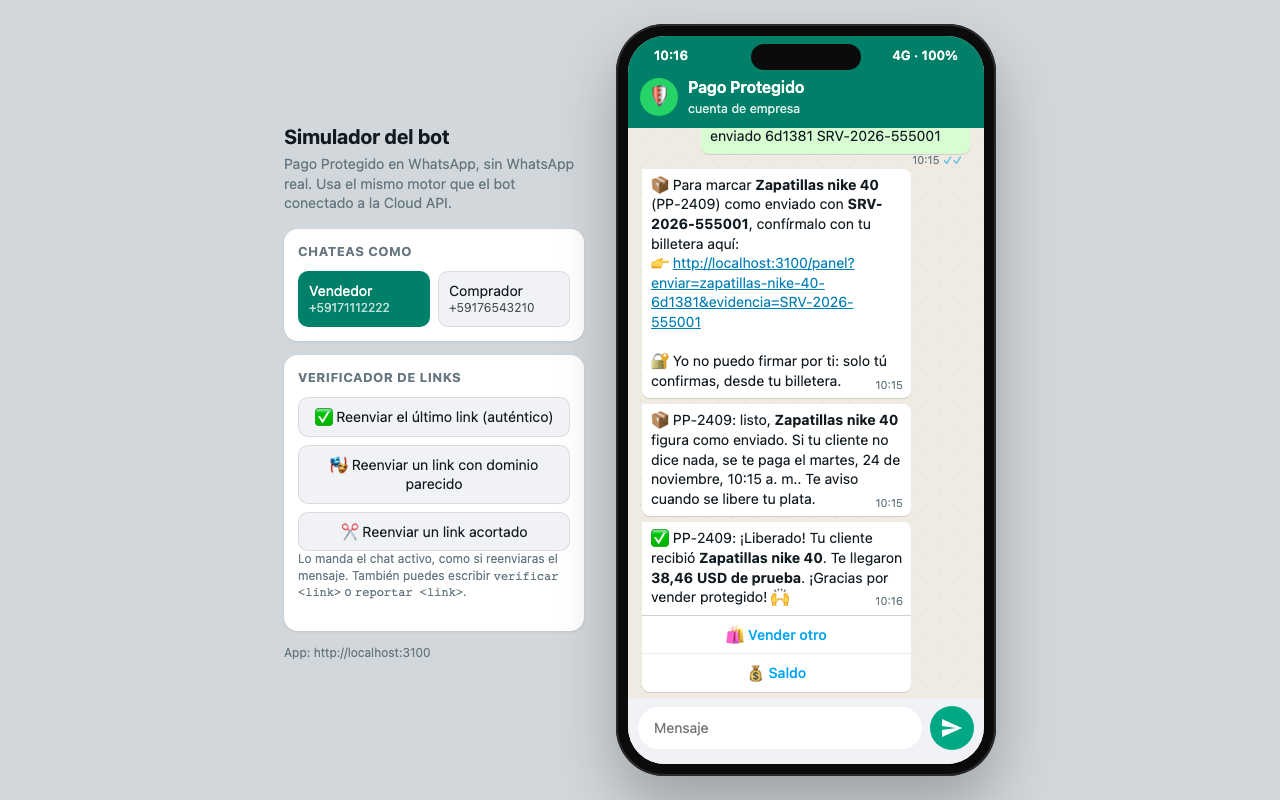 Simulador del bot
Pago Protegido en WhatsApp, sin WhatsApp
real. Usa el mismo motor que el bot
conectado a la Cloud API.
CHATEAS COMO
Vendedor
+59171112222
Comprador
+59176543210
VERIFICADOR DE LINKS
✅ Reenviar el último link (auténtico)
🎭 Reenviar un link con dominio
parecido
✂️ Reenviar un link acortado
Lo manda el chat activo, como si reenviaras el
mensaje. También puedes escribir verificar
<link> o reportar <link>.
App: http://localhost:3100
10:16
4G · 100%
Pago Protegido
cuenta de empresa
enviado 6d1381 SRV-2026-555001
10:15 ✓✓
📦 Para marcar Zapatillas nike 40
(PP-2409) como enviado con SRV-
2026-555001, confírmalo con tu
billetera aquí:
👉 http://localhost:3100/panel?
enviar=zapatillas-nike-40-
6d1381&evidencia=SRV-2026-
555001
🔐 Yo no puedo firmar por ti: solo tú
confirmas, desde tu billetera.
10:15
📦 PP-2409: listo, Zapatillas nike 40
figura como enviado. Si tu cliente no
dice nada, se te paga el martes, 24 de
noviembre, 10:15 a. m.. Te aviso
cuando se libere tu plata.
10:15
✅ PP-2409: ¡Liberado! Tu cliente
recibió Zapatillas nike 40. Te llegaron
38,46 USD de prueba. ¡Gracias por
vender protegido! 🙌
10:16
🛍️ Vender otro
💰 Saldo
Mensaje